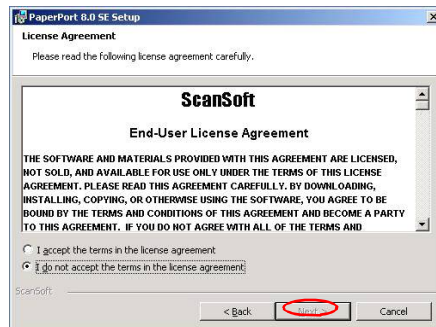 PaperPort 8.0 SE Setup
License Agreement
Please read the following license agreement carefully.
ScanSoft
End-User License Agreement
THE SOFTWARE AND MATERIALS PROVIDED WITH THIS AGREEMENT ARE LICENSED,
NOT SOLD, AND AVAILABLE FOR USE ONLY UNDER THE TERMS OF THIS LICENSE
AGREEMENT. PLEASE READ THIS AGREEMENT CAREFULLY. BY DOWNLOADING,
INSTALLING, COPYING, OR OTHERWISE USING THE SOFTWARE, YOU AGREE TO BE
BOUND BY THE TERMS AND CONDITIONS OF THIS AGREEMENT AND BECOME A PARTY
TO THIS AGREEMENT. IF YOU DO NOT AGREE WITH ALL OF THE TERMS AND
I accept the terms in the license agreement
I do not accept the terms in the license agreement
ScanSoft
< Back Next > Cancel